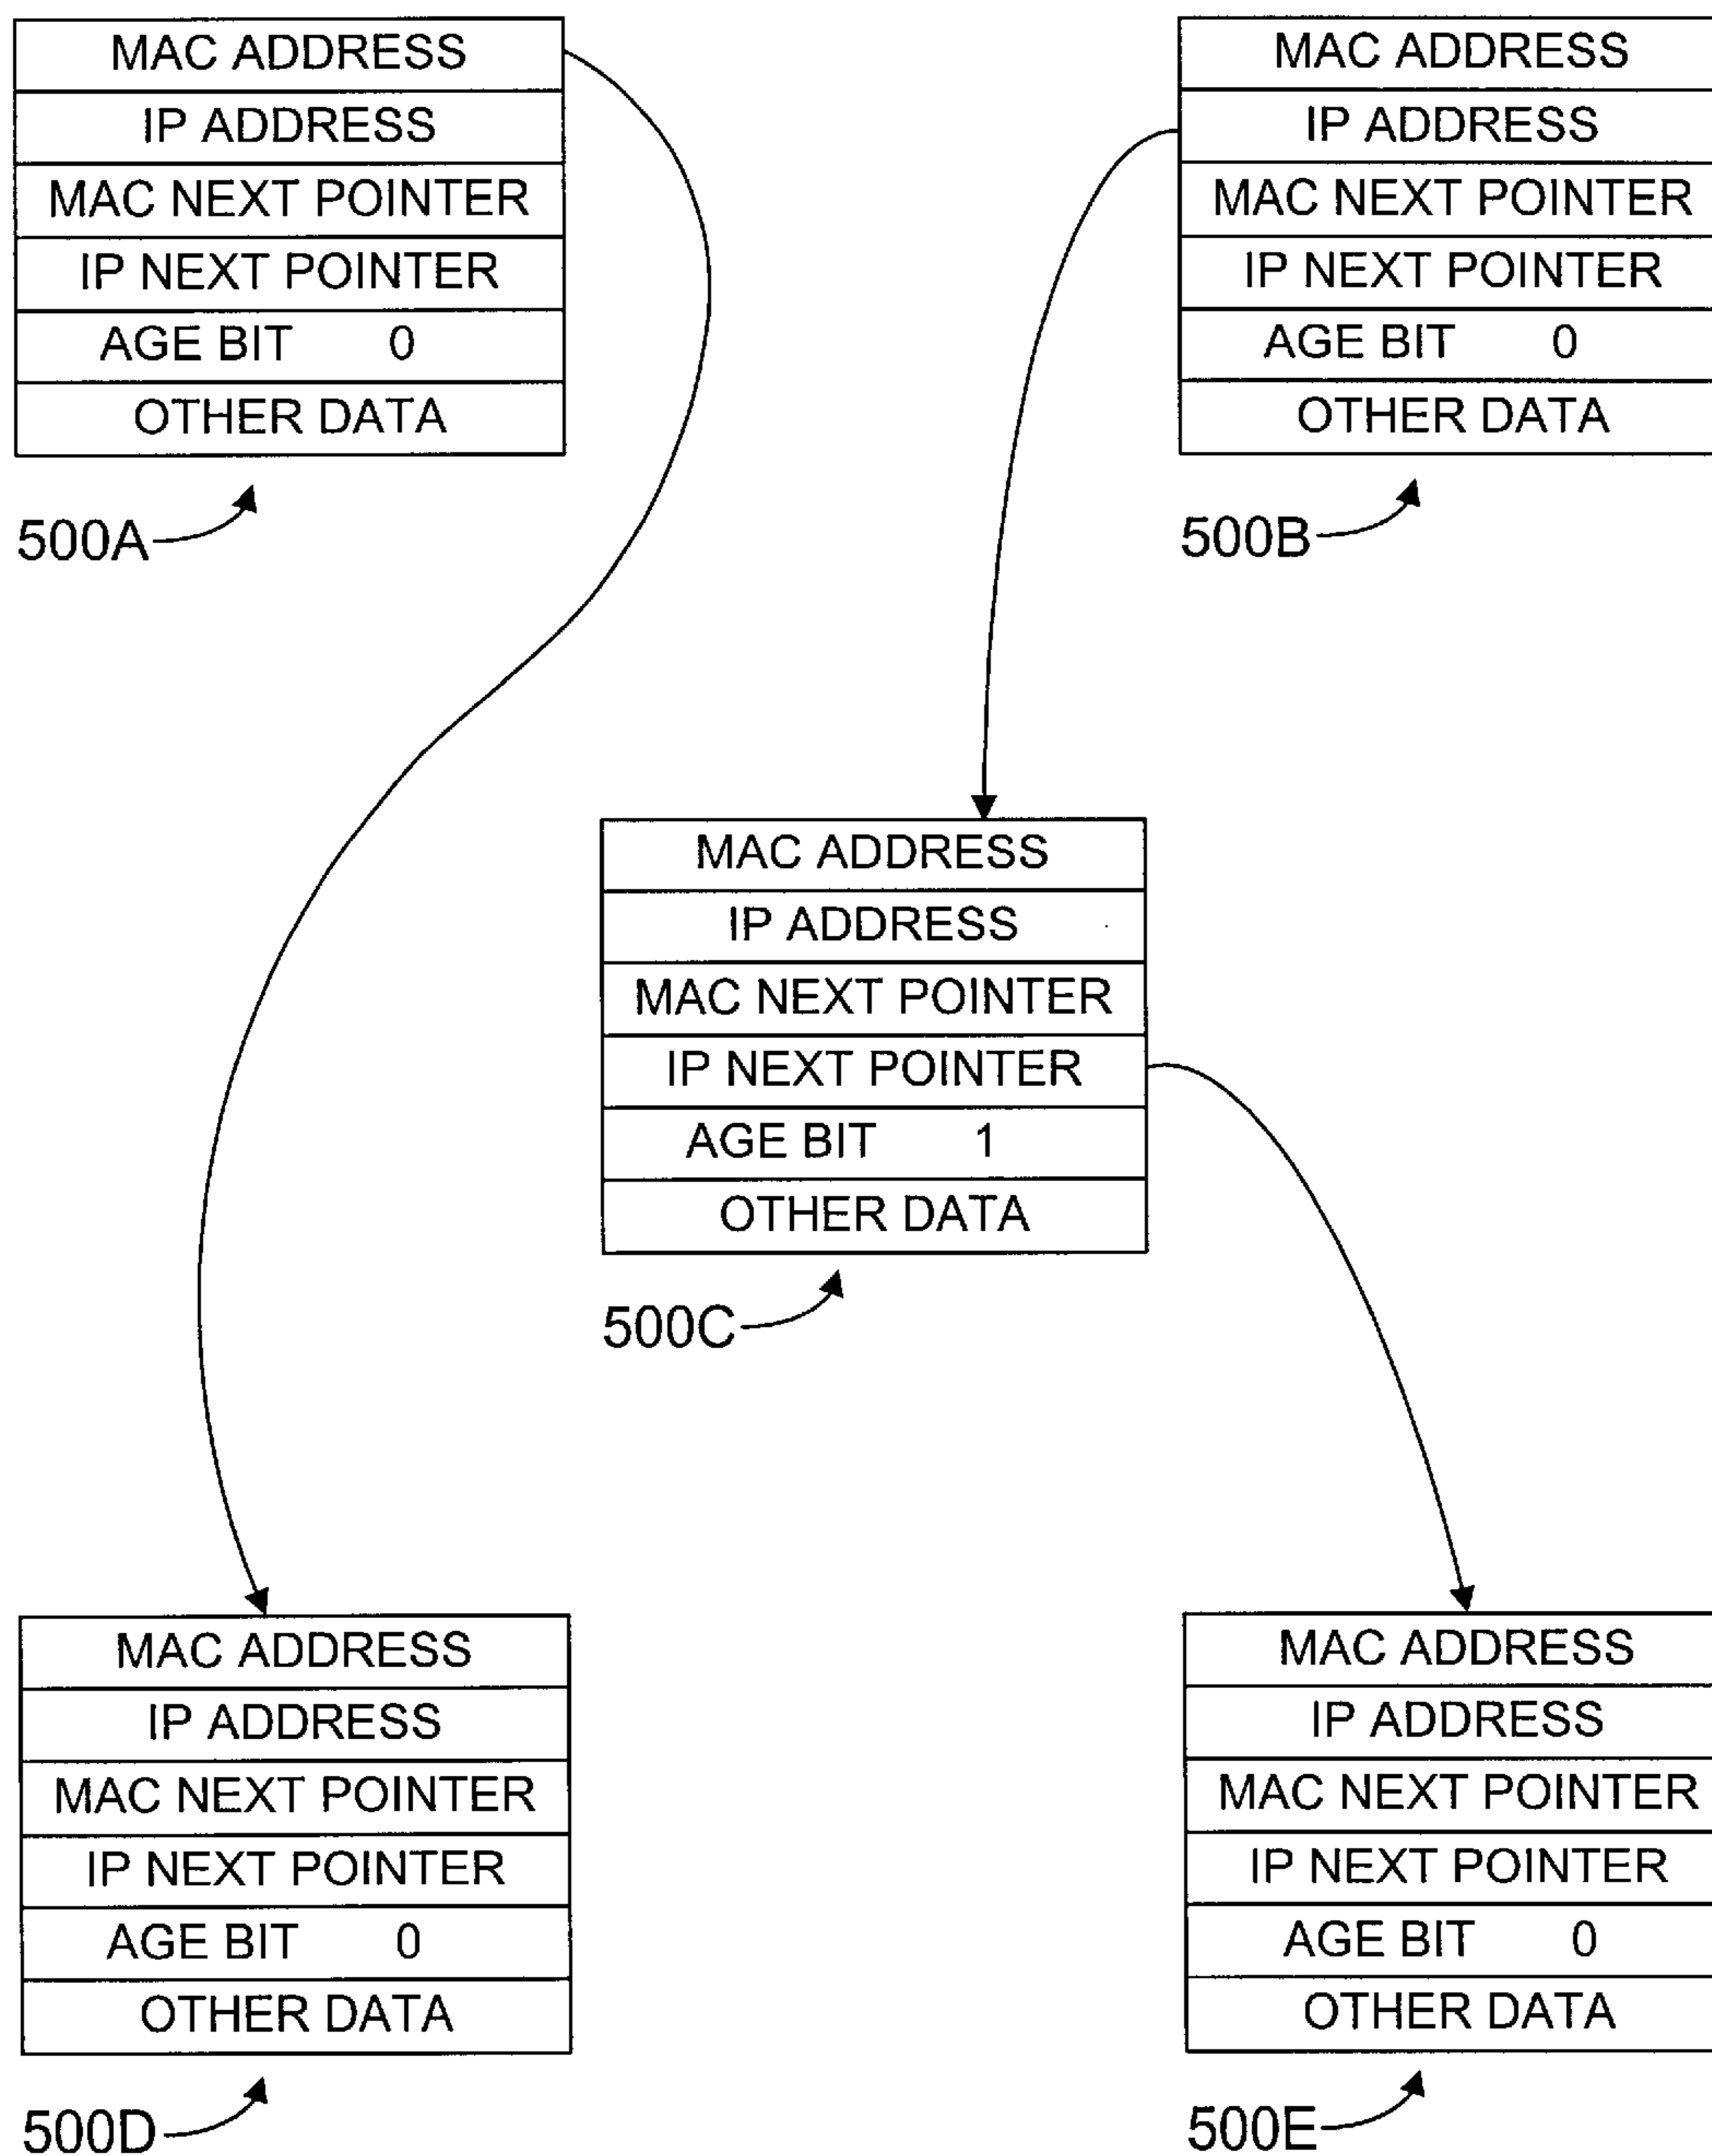 MAC ADDRESS
IP ADDRESS
MAC NEXT POINTER
IP NEXT POINTER
AGE BIT 0
OTHER DATA
500A
MAC ADDRESS
IP ADDRESS
MAC NEXT POINTER
IP NEXT POINTER
AGE BIT 0
OTHER DATA
500B
MAC ADDRESS
IP ADDRESS
MAC NEXT POINTER
IP NEXT POINTER
AGE BIT 1
OTHER DATA
500C
MAC ADDRESS
IP ADDRESS
MAC NEXT POINTER
IP NEXT POINTER
AGE BIT 0
OTHER DATA
500D
MAC ADDRESS
IP ADDRESS
MAC NEXT POINTER
IP NEXT POINTER
AGE BIT 0
OTHER DATA
500E